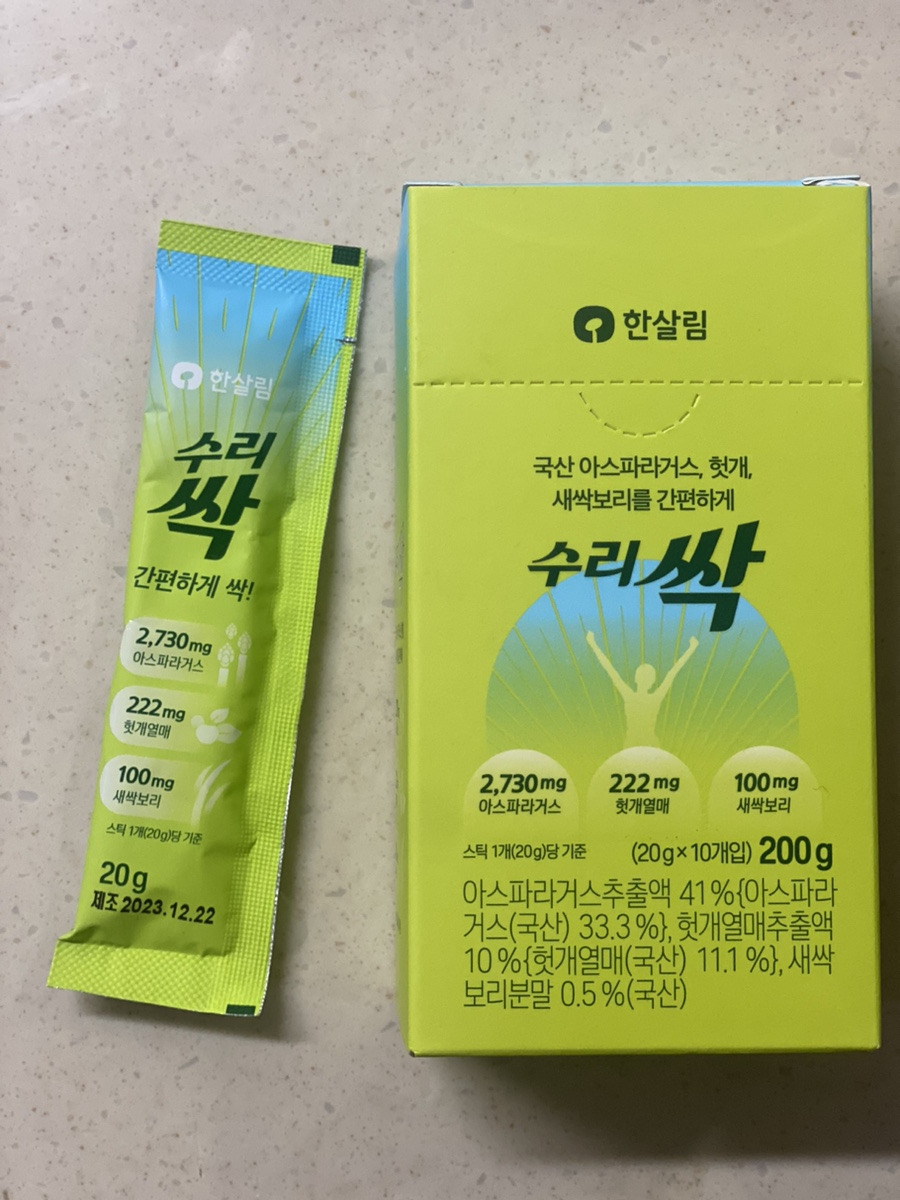 한살림
수리
싹
간편하게 싹!
2,730mg
아스파라거스
222mg
헛개열매
100mg
새싹보리
스틱 1개(20g)당 기준
20g
제조 2023.12.22
한살림
국산 아스파라거스, 헛개,
새싹보리를 간편하게
수리싹
2,730mg 222mg 100mg
아스파라거스 헛개열매 새싹보리
스틱 1개(20g)당 기준 (20g×10개입) 200g
아스파라거스추출액 41%{아스파라
거스(국산) 33.3%}, 헛개열매추출액
10%{헛개열매(국산) 11.1%}, 새싹
보리분말 0.5%(국산)